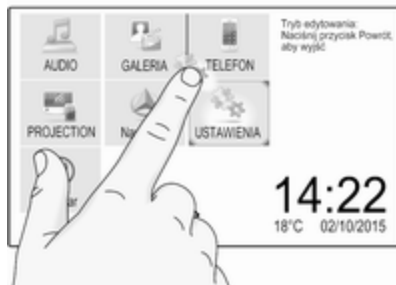 Tryb edytowania:
Naciśnij przycisk Powrót,
aby wyjść
AUDIO
GALERIA
TELEFON
PROJECTION
USTAWIENIA
14:22
18°C 02/10/2015